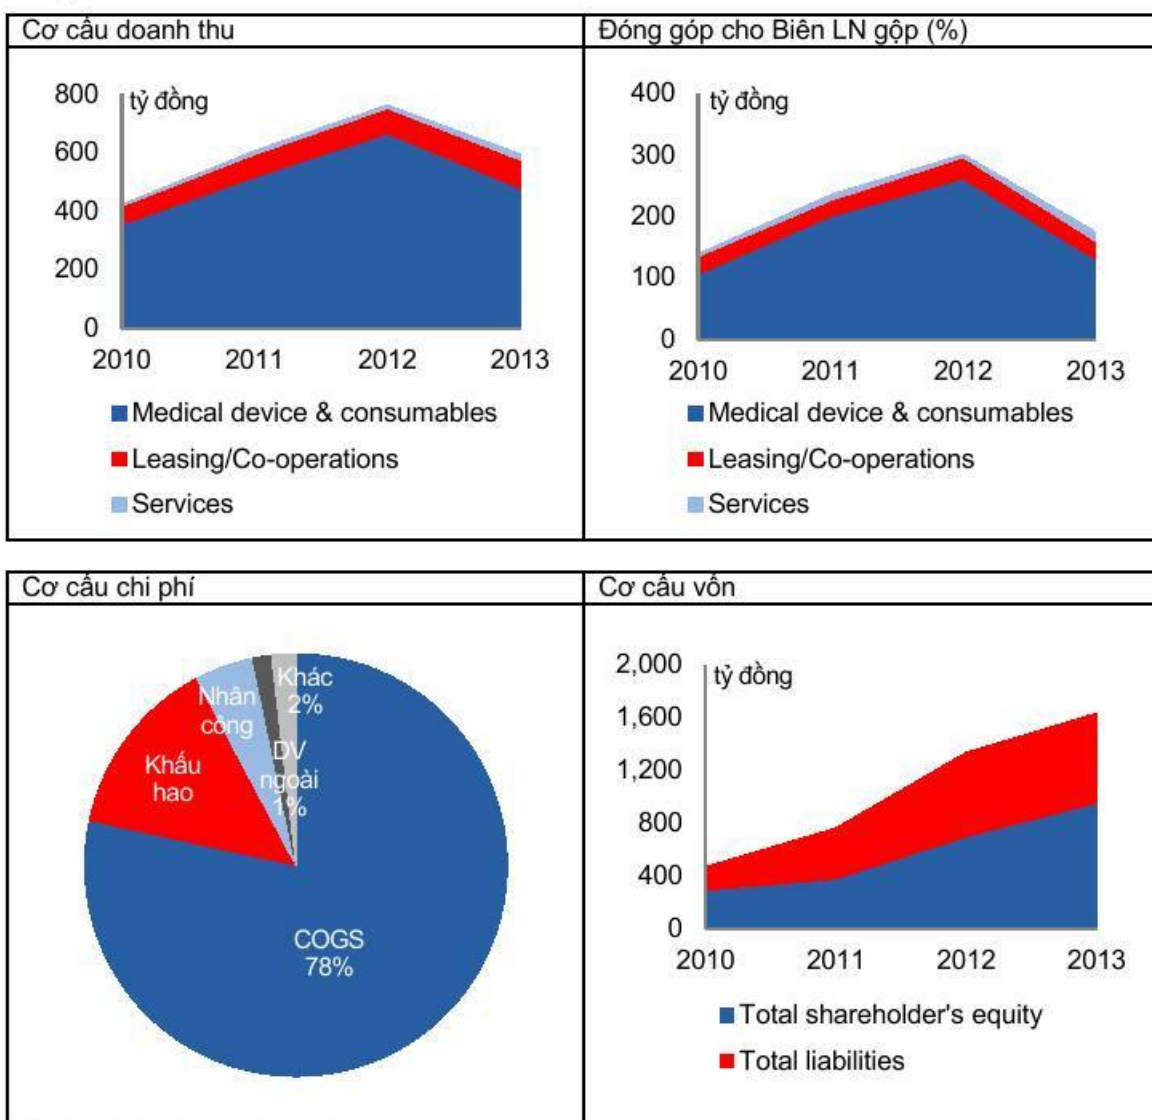 Cơ cấu doanh thu
Đóng góp cho Biên LN gộp (%)
800
tỷ đồng
600
400
200
0
2010 2011 2012 2013
Medical device & consumables
Leasing/Co-operations
Services
400
tỷ đồng
300
200
100
0
2010 2011 2012 2013
Medical device & consumables
Leasing/Co-operations
Services
Cơ cấu chi phí
Cơ cấu vốn
Khác
2%
Nhân
công
DV
ngoài
1%
Khấu
hao
COGS
78%
2,000
tỷ đồng
1,600
1,200
800
400
0
2010 2011 2012 2013
Total shareholder's equity
Total liabilities